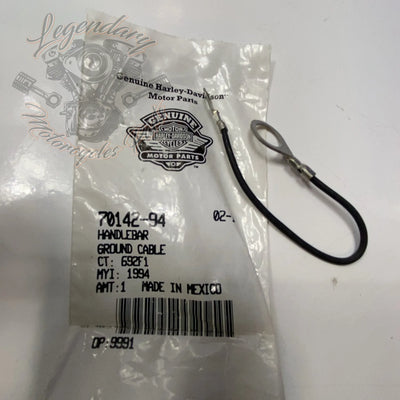 Legendary
Motorcycles
Genuine Harley-Davidson
Motor Parts
GENUINE
HARLEY-DAVIDSON
MOTOR PARTS
70142-94
02-
HANDLEBAR
GROUND CABLE
CT: 692F1
MYI: 1994
AMT:1 MADE IN MEXICO
OP:9991